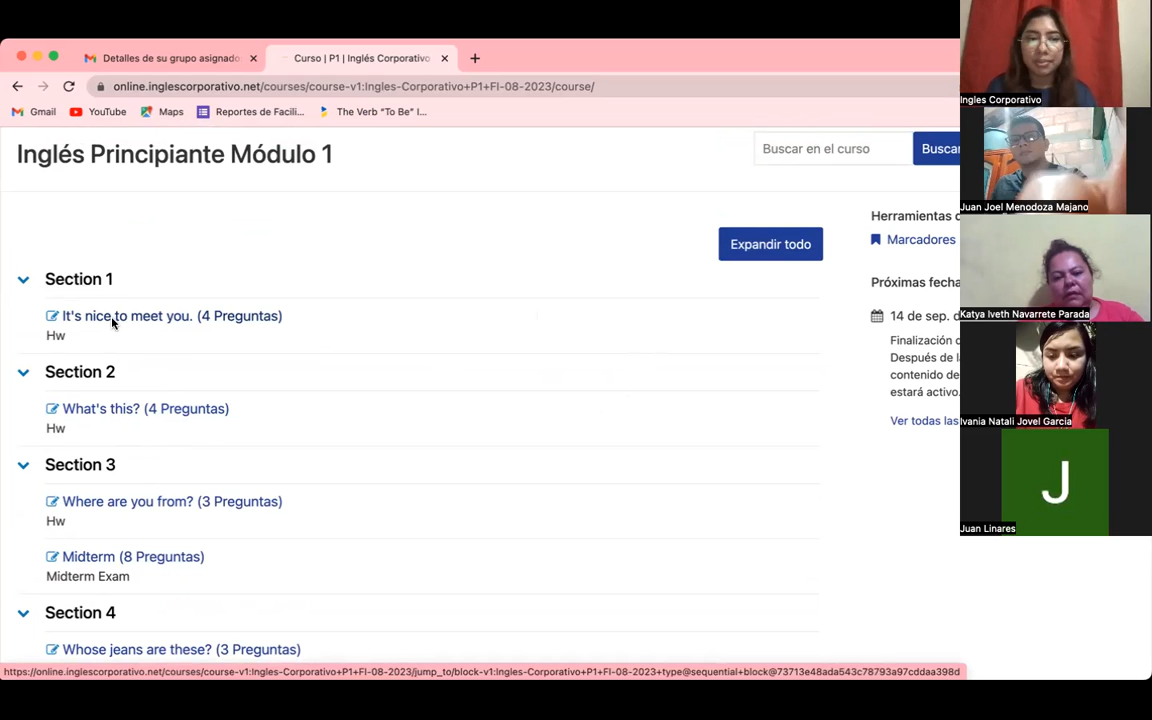 Detalles de su grupo asignado
Curso | P1 | Inglés Corporativo
online.inglescorporativo.net/courses/course-v1:Ingles-Corporativo+P1+FI-08-2023/course/
Gmail
YouTube
Maps
Reportes de Facili...
The Verb "To Be" I...
Inglés Principiante Módulo 1
Buscar en el curso
Buscar
Expandir todo
Herramientas
Marcadores
Próximas fecha
14 de sep. d
Finalización
Después de
contenido de
estará activo.
Ver todas las
Section 1
It's nice to meet you. (4 Preguntas)
Hw
Section 2
What's this? (4 Preguntas)
Hw
Section 3
Where are you from? (3 Preguntas)
Hw
Midterm (8 Preguntas)
Midterm Exam
Section 4
Whose jeans are these? (3 Preguntas)
https://online.inglescorporativo.net/courses/course-v1:Ingles-Corporativo+P1+FI-08-2023/jump_to/block-v1:Ingles-Corporativo+P1+FI-08-2023+type@sequential+block@73713e48ada543c78793a97cddaa398d
Ingles Corporativo
Juan Joel Menodoza Majano
Katya Iveth Navarrete Parada
Ivania Natali Jovel Garcia
J
Juan Linares